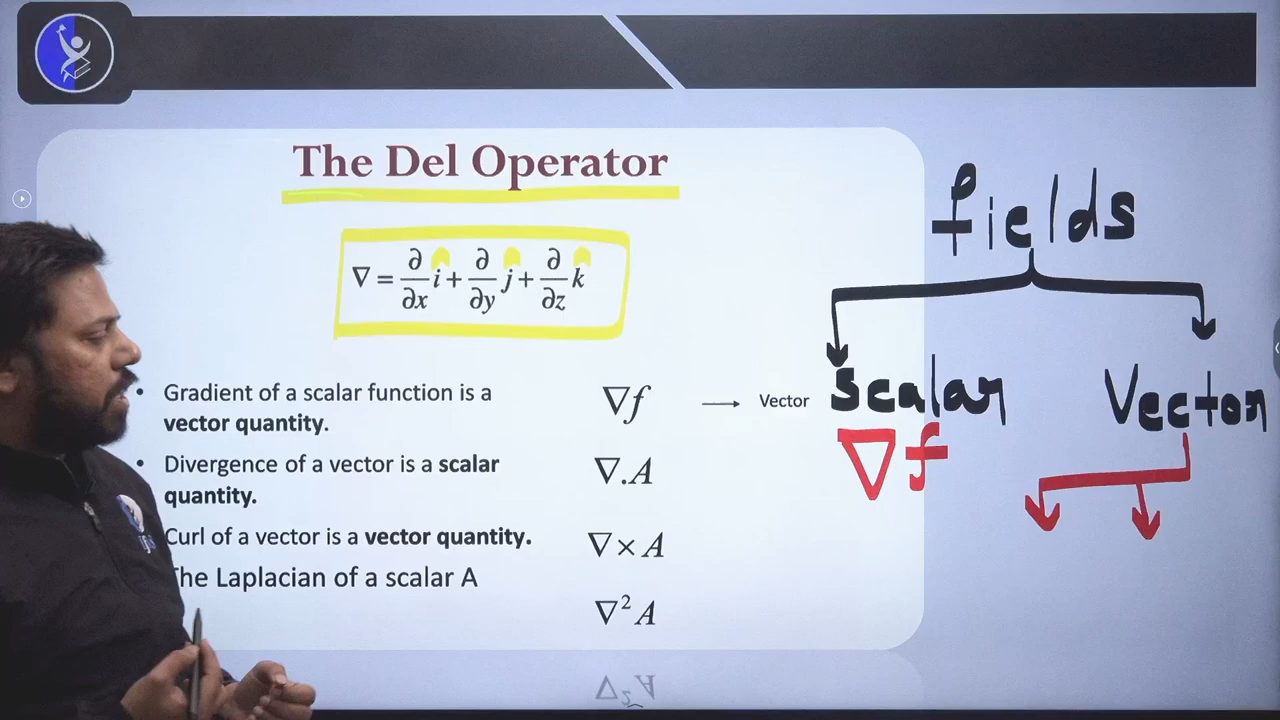 The Del Operator
∇ = ∂/∂x i + ∂/∂y j + ∂/∂z k
• Gradient of a scalar function is a
vector quantity.
∇f → Vector
• Divergence of a vector is a scalar
quantity.
∇.A
Curl of a vector is a vector quantity.
∇×A
The Laplacian of a scalar A
∇²A
fields
Scalar
Vector
∇f